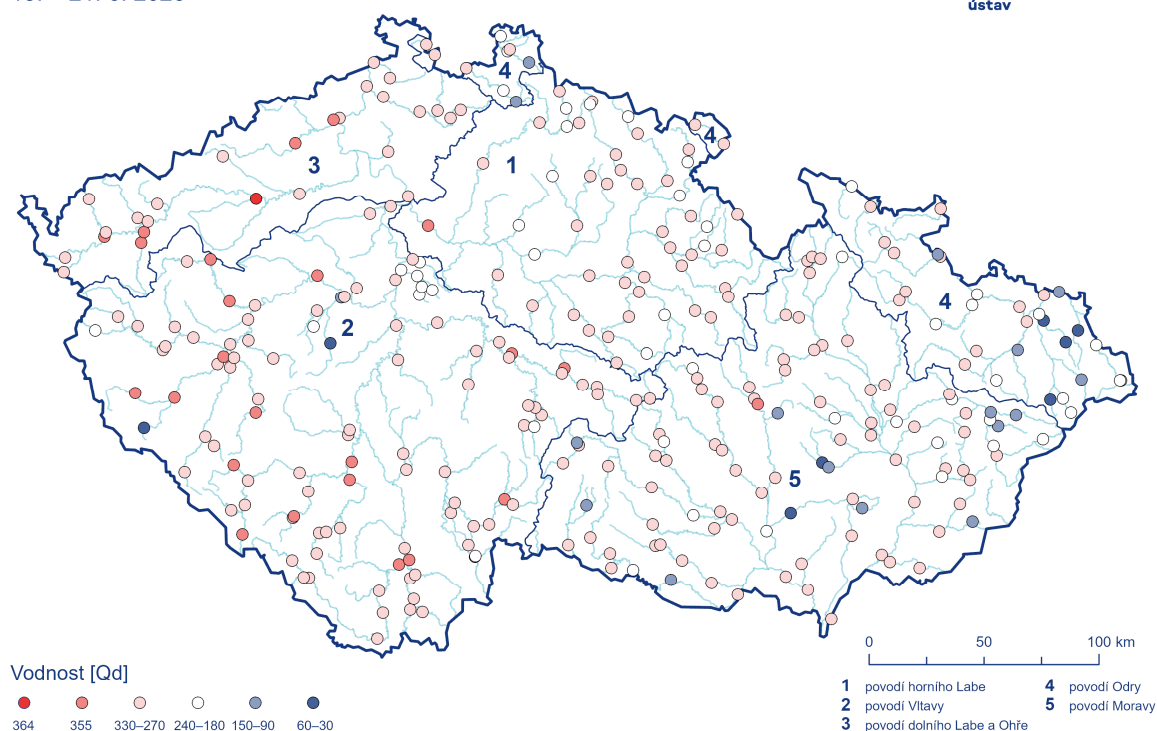 ústav
4
4
3
1
4
2
5
0 50 100 km
Vodnost [Qd]
364 355 330–270 240–180 150–90 60–30
1 povodí horního Labe
2 povodí Vltavy
3 povodí dolního Labe a Ohře
4 povodí Odry
5 povodí Moravy